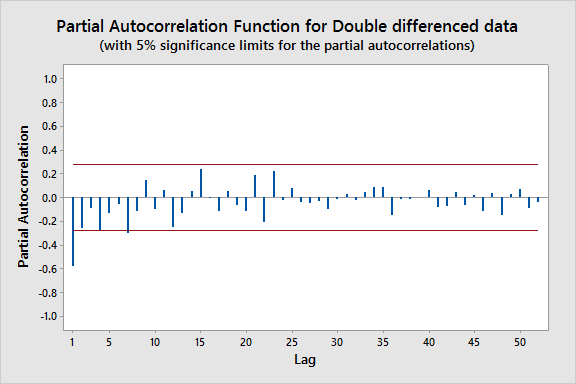 Partial Autocorrelation Function for Double differenced data
(with 5% significance limits for the partial autocorrelations)
Partial Autocorrelation
1.0
0.8
0.6
0.4
0.2
0.0
-0.2
-0.4
-0.6
-0.8
-1.0
1 5 10 15 20 25 30 35 40 45 50
Lag